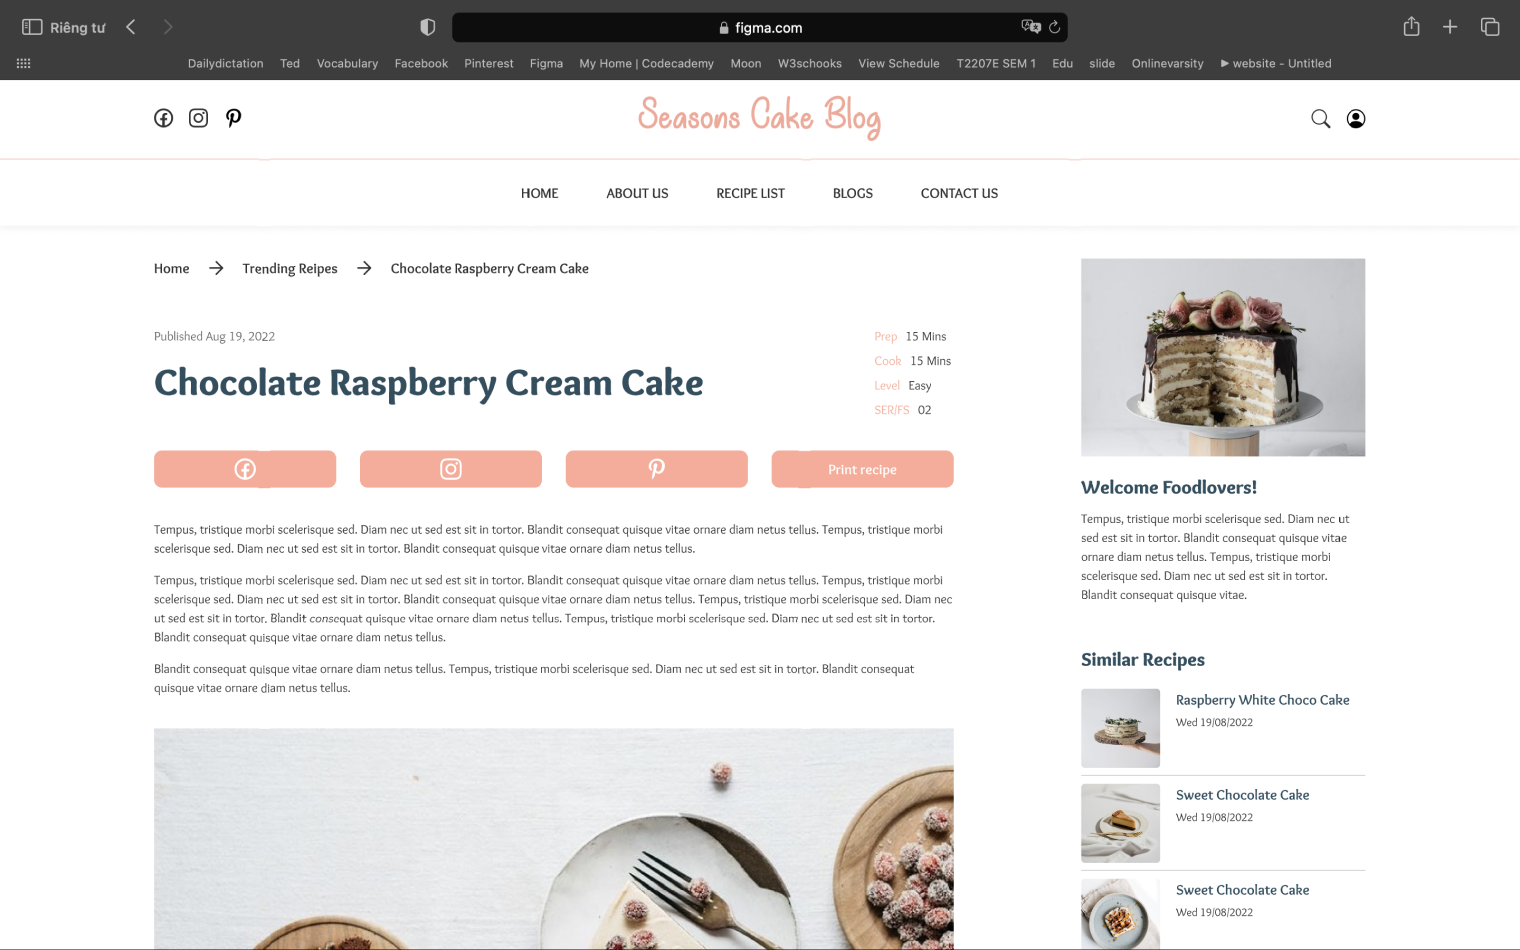 Riêng tư
figma.com
Dailydictation Ted Vocabulary Facebook Pinterest Figma My Home | Codecademy Moon W3schooks View Schedule T2207E SEM 1 Edu slide Onlinevarsity ▶ website - Untitled
Seasons Cake Blog
HOME ABOUT US RECIPE LIST BLOGS CONTACT US
Home → Trending Reipes → Chocolate Raspberry Cream Cake
Published Aug 19, 2022
Chocolate Raspberry Cream Cake
Prep 15 Mins
Cook 15 Mins
Level Easy
SER/FS 02
Print recipe
Tempus, tristique morbi scelerisque sed. Diam nec ut sed est sit in tortor. Blandit consequat quisque vitae ornare diam netus tellus. Tempus, tristique morbi
scelerisque sed. Diam nec ut sed est sit in tortor. Blandit consequat quisque vitae ornare diam netus tellus.
Tempus, tristique morbi scelerisque sed. Diam nec ut sed est sit in tortor. Blandit consequat quisque vitae ornare diam netus tellus. Tempus, tristique morbi
scelerisque sed. Diam nec ut sed est sit in tortor. Blandit consequat quisque vitae ornare diam netus tellus. Tempus, tristique morbi scelerisque sed. Diam nec
ut sed est sit in tortor. Blandit consequat quisque vitae ornare diam netus tellus. Tempus, tristique morbi scelerisque sed. Diam nec ut sed est sit in tortor.
Blandit consequat quisque vitae ornare diam netus tellus.
Blandit consequat quisque vitae ornare diam netus tellus. Tempus, tristique morbi scelerisque sed. Diam nec ut sed est sit in tortor. Blandit consequat
quisque vitae ornare diam netus tellus.
Welcome Foodlovers!
Tempus, tristique morbi scelerisque sed. Diam nec ut
sed est sit in tortor. Blandit consequat quisque vitae
ornare diam netus tellus. Tempus, tristique morbi
scelerisque sed. Diam nec ut sed est sit in tortor.
Blandit consequat quisque vitae.
Similar Recipes
Raspberry White Choco Cake
Wed 19/08/2022
Sweet Chocolate Cake
Wed 19/08/2022
Sweet Chocolate Cake
Wed 19/08/2022